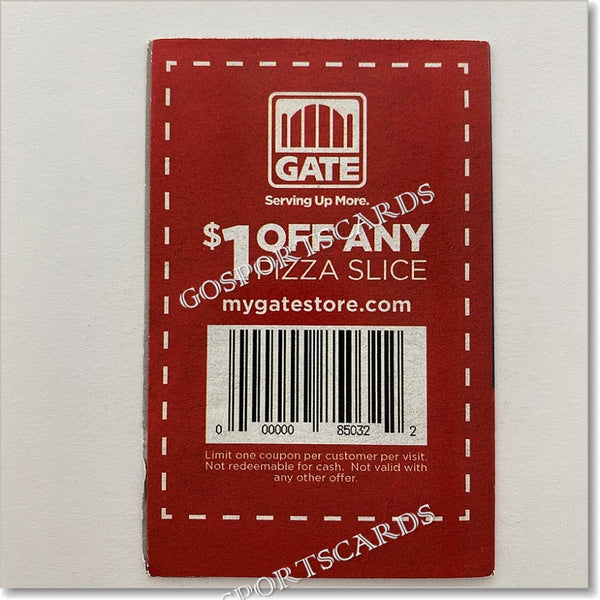 GATE
Serving Up More.
$1 OFF ANY
PIZZA SLICE
GOSPORTSCARDS
mygatestore.com
0 00000 85032 2
Limit one coupon per customer per visit.
Not redeemable for cash. Not valid with
any other offer.
GOSPORTSCARDS